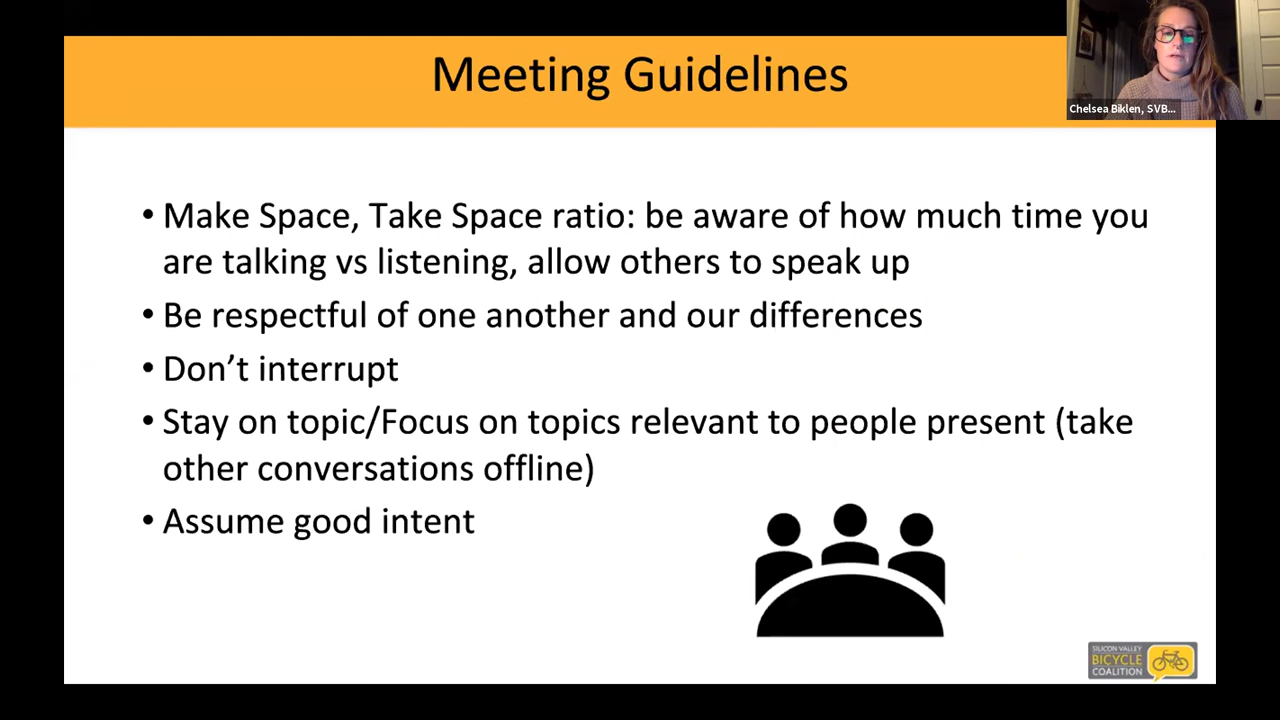 Meeting Guidelines
Chelsea Biklen, SVB...
• Make Space, Take Space ratio: be aware of how much time you
are talking vs listening, allow others to speak up
• Be respectful of one another and our differences
• Don’t interrupt
• Stay on topic/Focus on topics relevant to people present (take
other conversations offline)
• Assume good intent
SILICON VALLEY
BICYCLE
COALITION